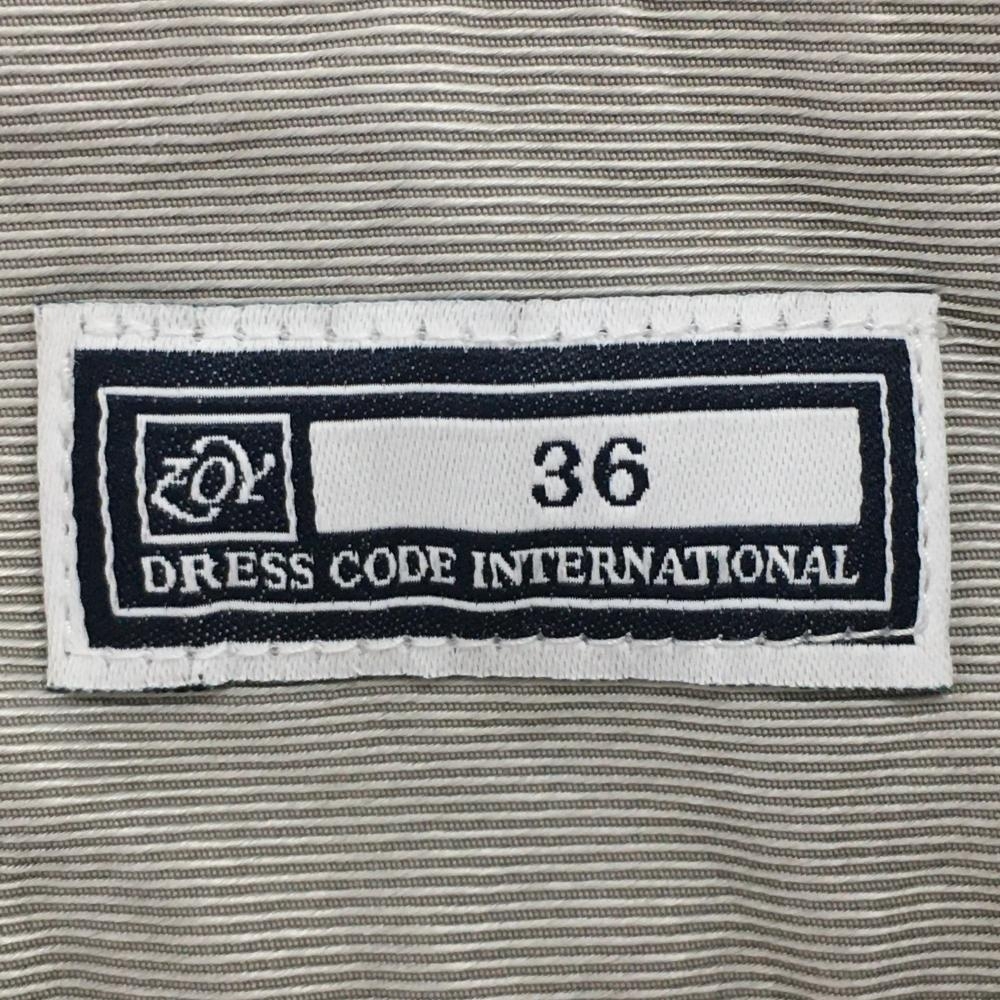 ZOY
36
DRESS CODE INTERNATIONAL